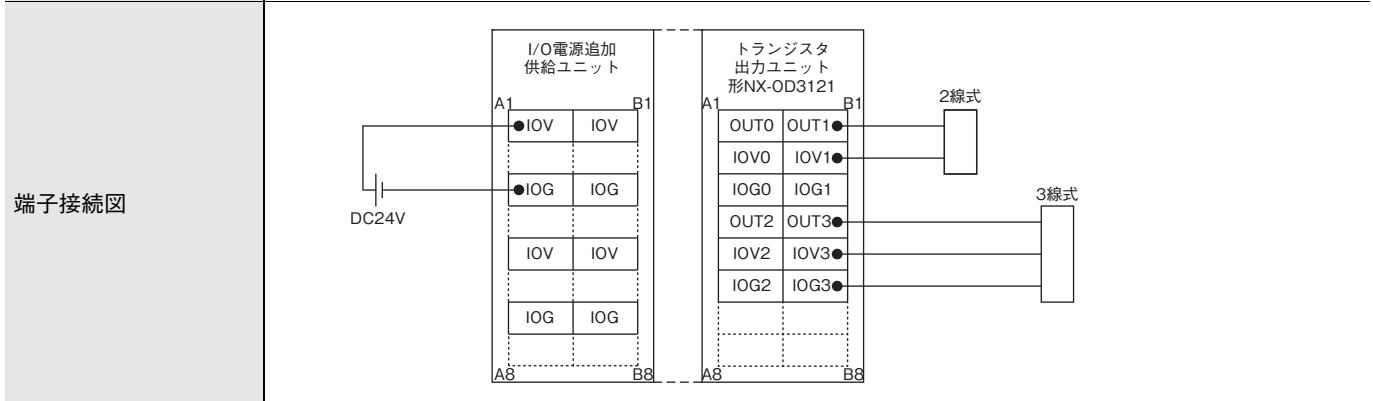 端子接続図
I/O電源追加
供給ユニット
A1 B1
IOV IOV
IOG IOG
IOV IOV
IOG IOG
A8 B8
DC24V
トランジスタ
出力ユニット
形NX-OD3121
A1 B1
OUT0 OUT1
IOV0 IOV1
IOG0 IOG1
OUT2 OUT3
IOV2 IOV3
IOG2 IOG3
A8 B8
2線式
3線式